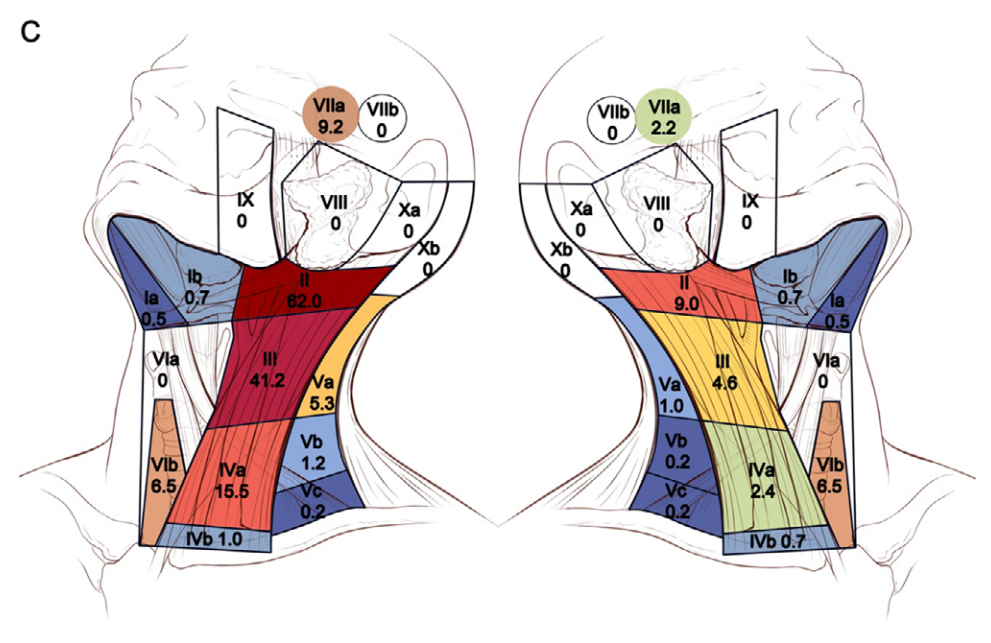 C
VIIa
9.2
VIIb
0
IX
0
VIII
0
Xa
0
Xb
0
Ib
0.7
Ia
0.5
II
62.0
III
41.2
Va
5.3
VIa
0
VIb
6.5
IVa
15.5
Vb
1.2
Vc
0.2
IVb 1.0
VIIb
0
VIIa
2.2
Xa
0
Xb
0
VIII
0
IX
0
II
9.0
Ib
0.7
Ia
0.5
III
4.6
Va
1.0
VIa
0
Vb
0.2
Vc
0.2
IVa
2.4
VIb
6.5
IVb 0.7